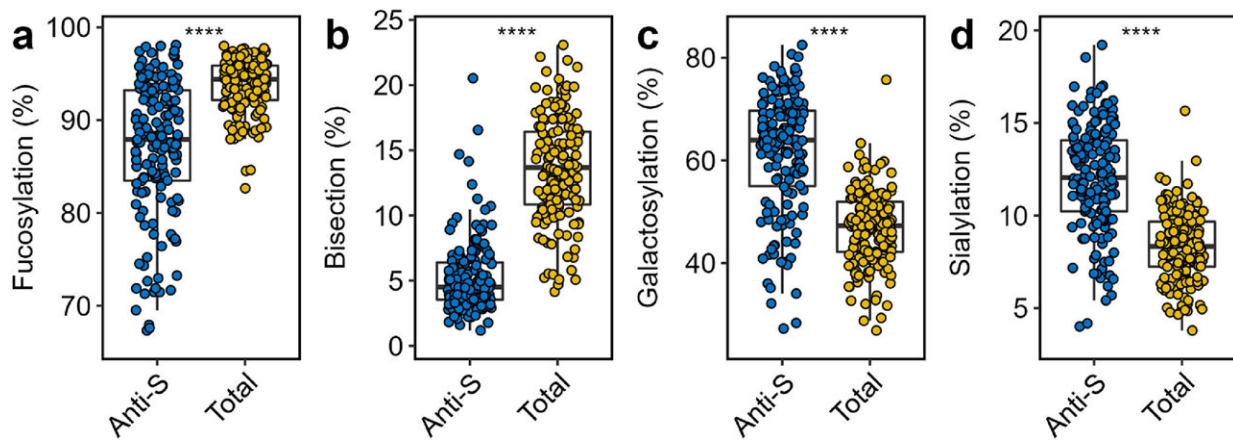 a
Fucosylation (%)
100
90
80
70
****
Anti-S
Total
b
Bisection (%)
25
20
15
10
5
0
****
Anti-S
Total
c
Galactosylation (%)
80
60
40
****
Anti-S
Total
d
Sialylation (%)
20
15
10
5
****
Anti-S
Total